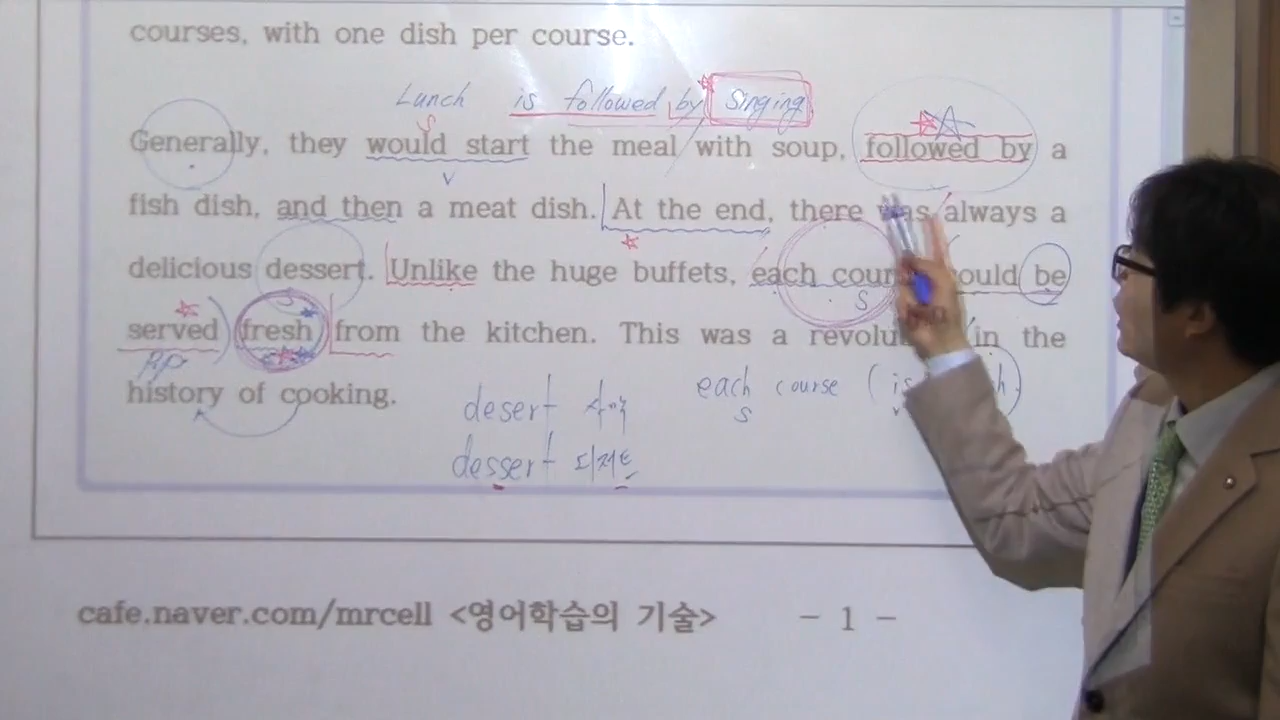 courses, with one dish per course.
Lunch is followed by Singing
s
Generally, they would start the meal with soup, followed by a
v
fish dish, and then a meat dish. At the end, there was always a
delicious dessert. Unlike the huge buffets, each could be
s
served fresh from the kitchen. This was a in the
p.p
history of cooking.
desert 사막
each course (is
s v
dessert 디저트
cafe.naver.com/mrcell <영어학습의 기술> - 1 -